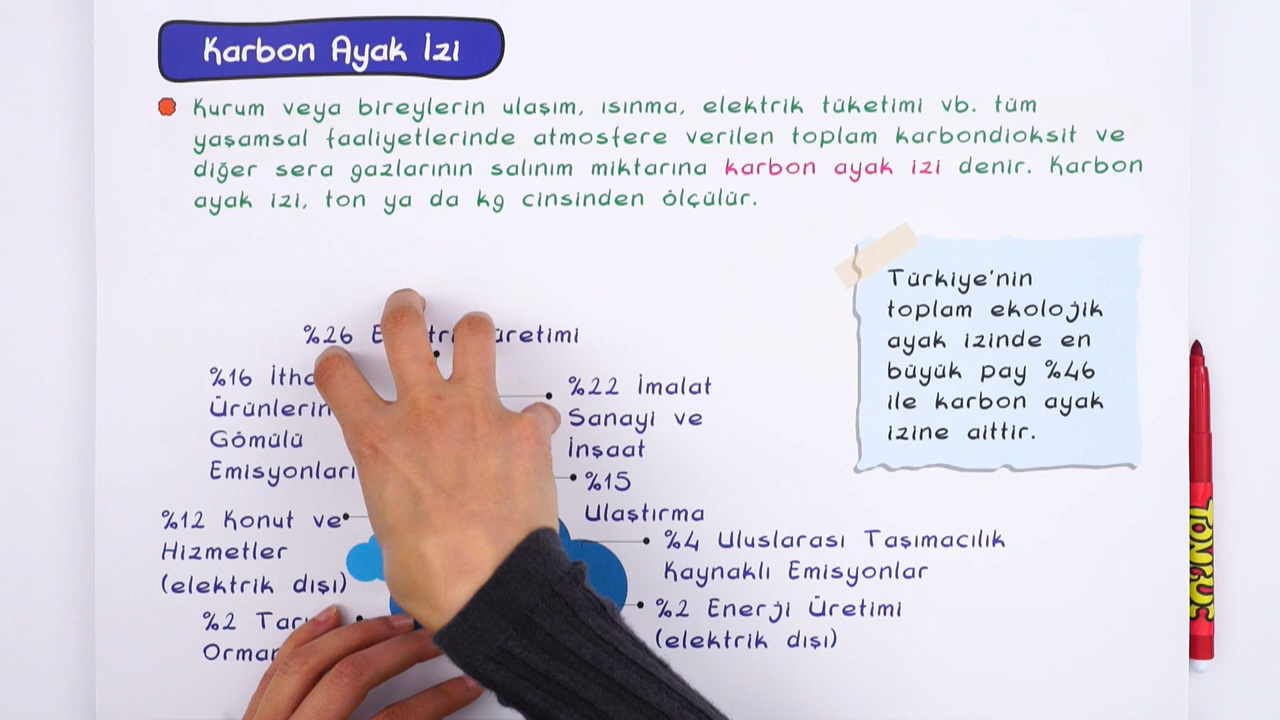 Karbon Ayak İzi
Kurum veya bireylerin ulaşım, ısınma, elektrik tüketimi vb. tüm
yaşamsal faaliyetlerinde atmosfere verilen toplam karbondioksit ve
diğer sera gazlarının salınım miktarına karbon ayak izi denir. Karbon
ayak izi, ton ya da kg cinsinden ölçülür.
Türkiye'nin
toplam ekolojik
ayak izinde en
büyük pay %46
ile karbon ayak
izine aittir.
%26
%16
Ürünlerin
Gömülü
Emisyonları
%22 İmalat
Sanayi ve
İnşaat
%15
Ulaştırma
%12 Konut ve
Hizmetler
(elektrik dışı)
%4 Uluslarası Taşımacılık
Kaynaklı Emisyonlar
%2
%2 Enerji Üretimi
(elektrik dışı)
TOMBUL